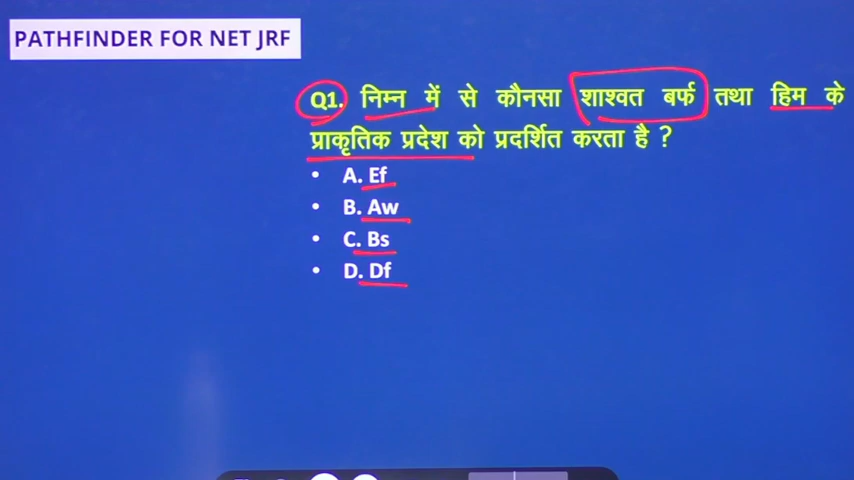 PATHFINDER FOR NET JRF
Q1. निम्न में से कौनसा शाश्वत बर्फ तथा हिम के
प्राकृतिक प्रदेश को प्रदर्शित करता है ?
• A. Ef
• B. Aw
• C. Bs
• D. Df